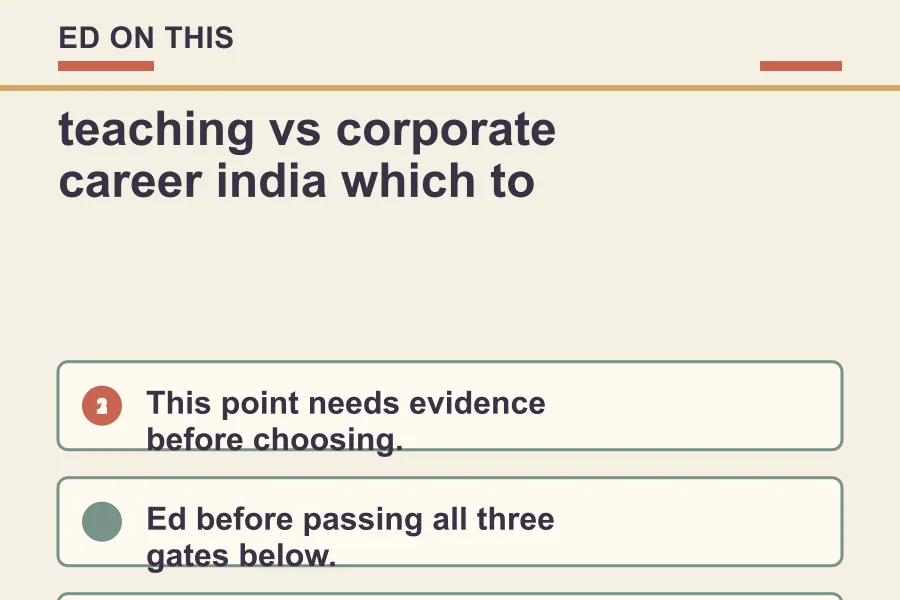 ED ON THIS
teaching vs corporate
career india which to
This point needs evidence
before choosing.
Ed before passing all three
gates below.